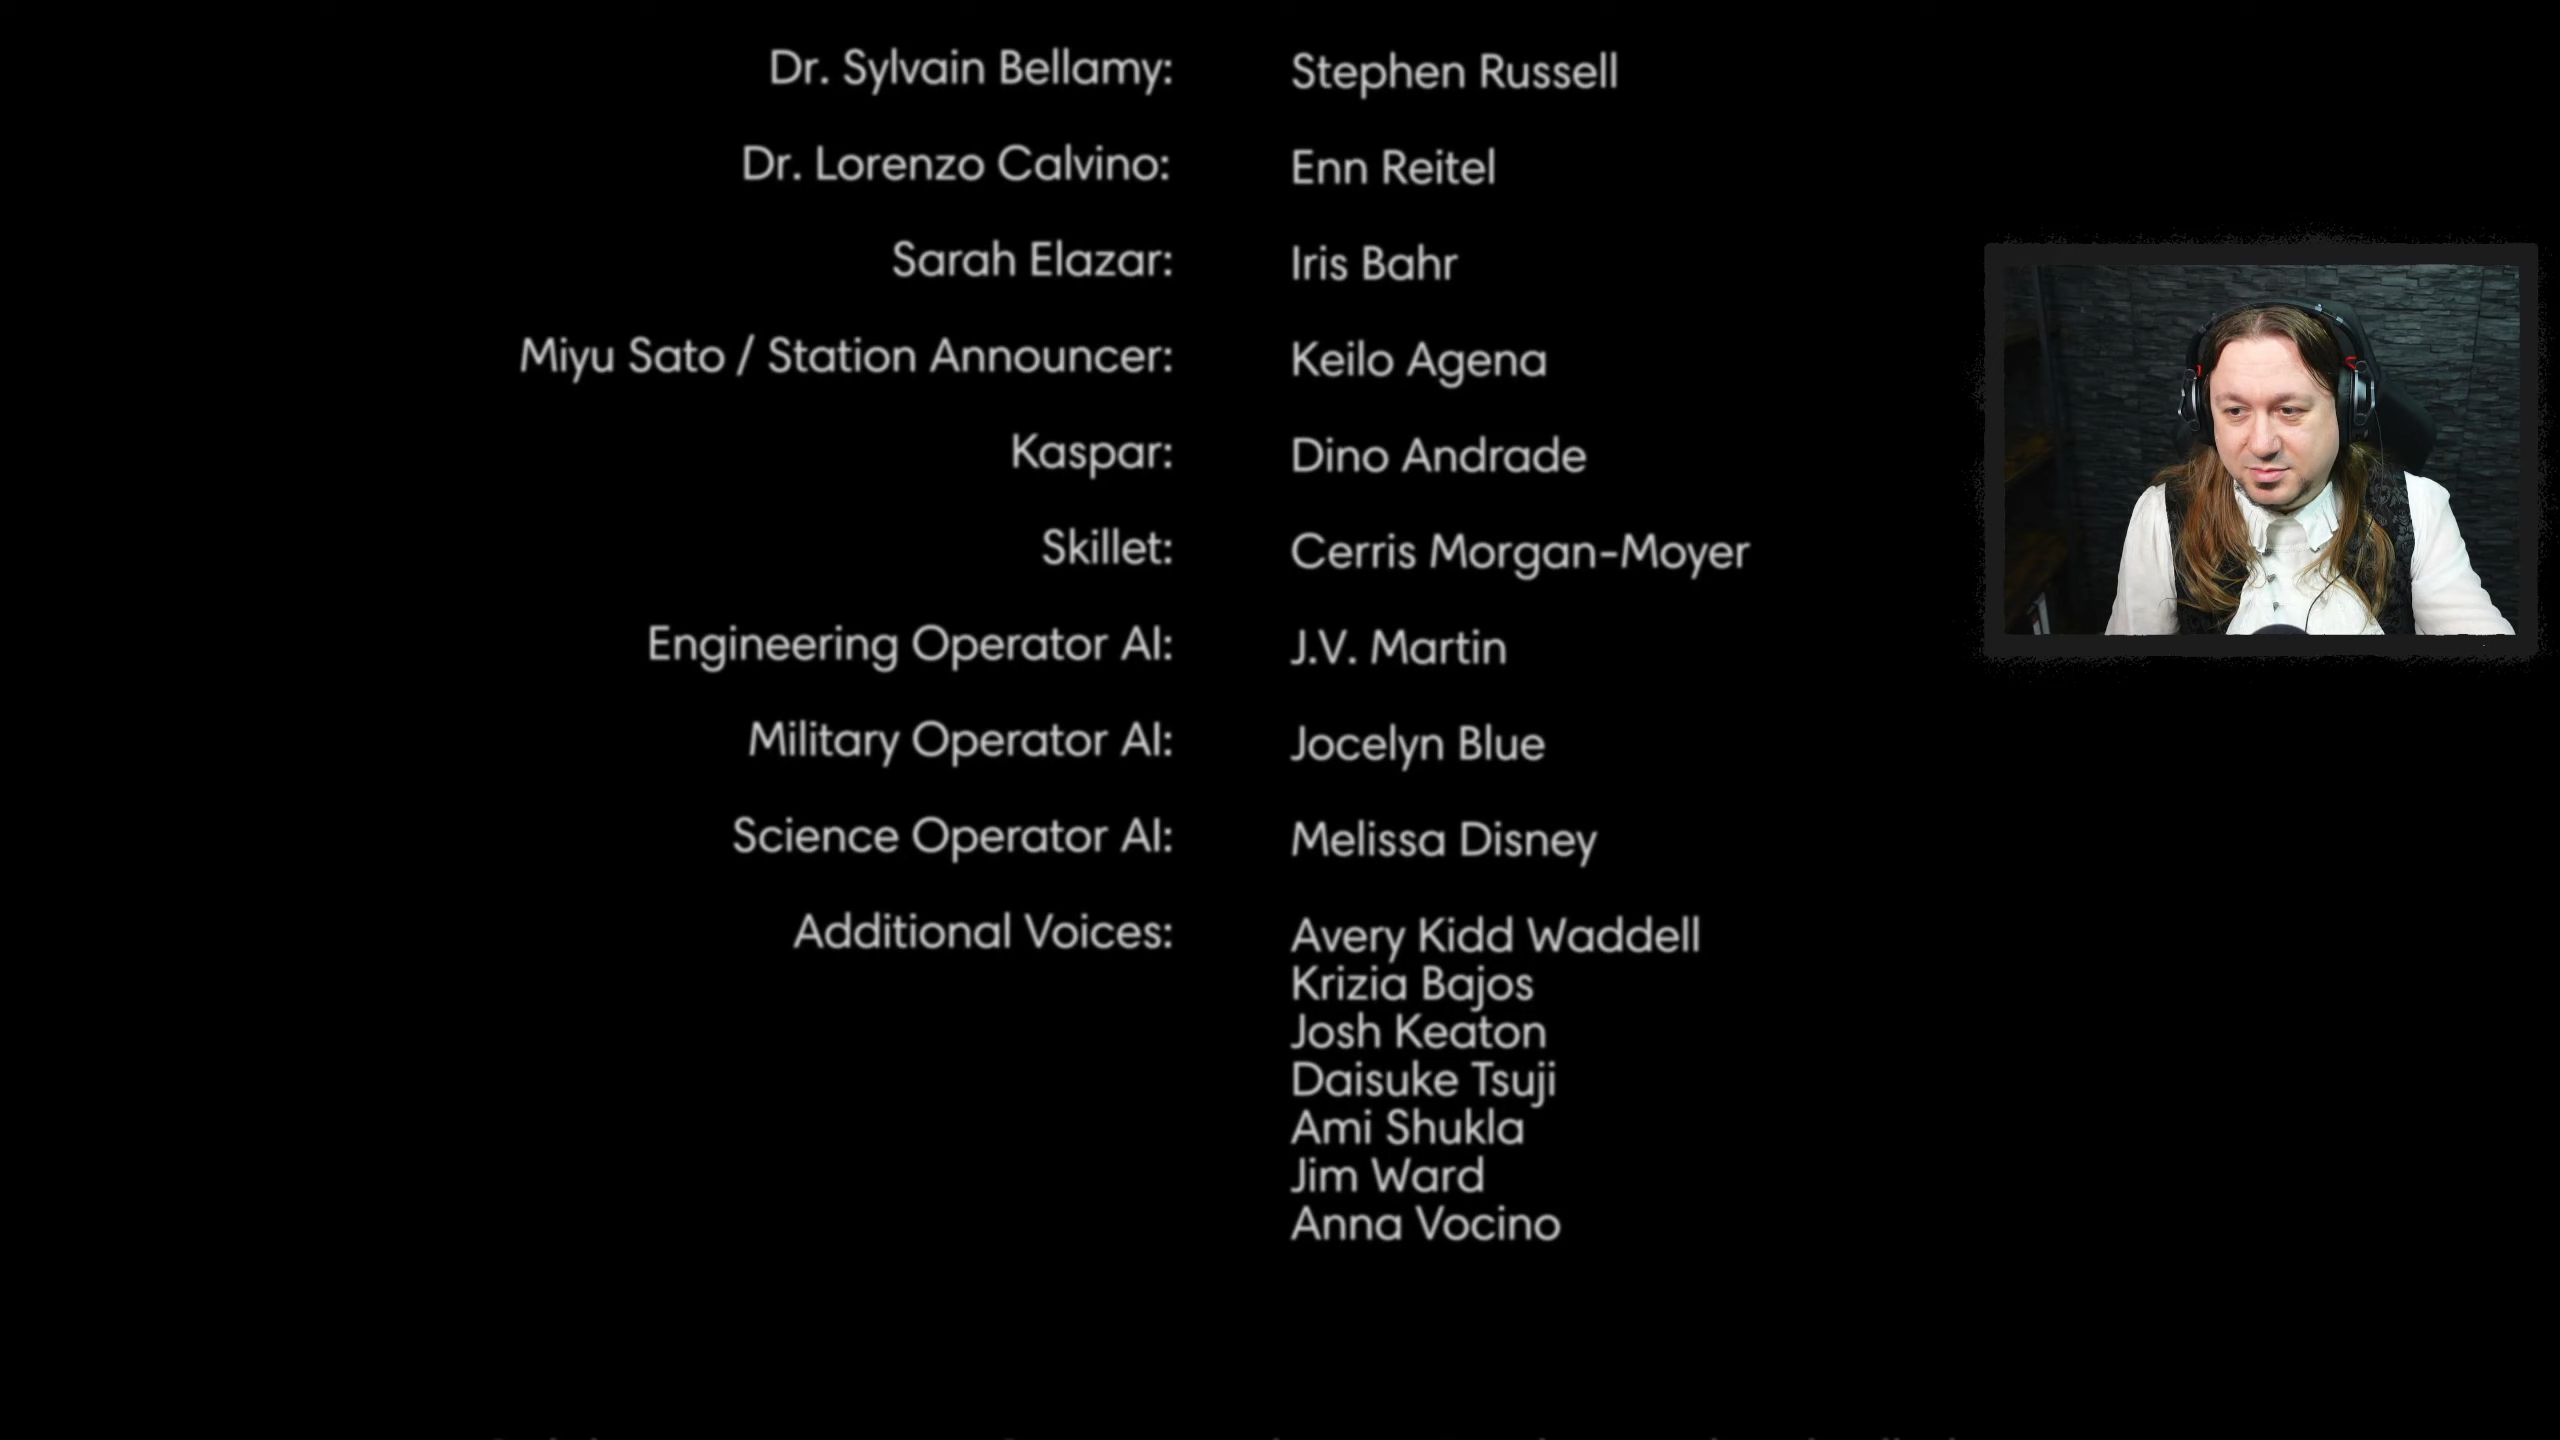 Dr. Sylvain Bellamy: Stephen Russell
Dr. Lorenzo Calvino: Enn Reitel
Sarah Elazar: Iris Bahr
Miyu Sato / Station Announcer: Keilo Agena
Kaspar: Dino Andrade
Skillet: Cerris Morgan-Moyer
Engineering Operator AI: J.V. Martin
Military Operator AI: Jocelyn Blue
Science Operator AI: Melissa Disney
Additional Voices: Avery Kidd Waddell
Krizia Bajos
Josh Keaton
Daisuke Tsuji
Ami Shukla
Jim Ward
Anna Vocino